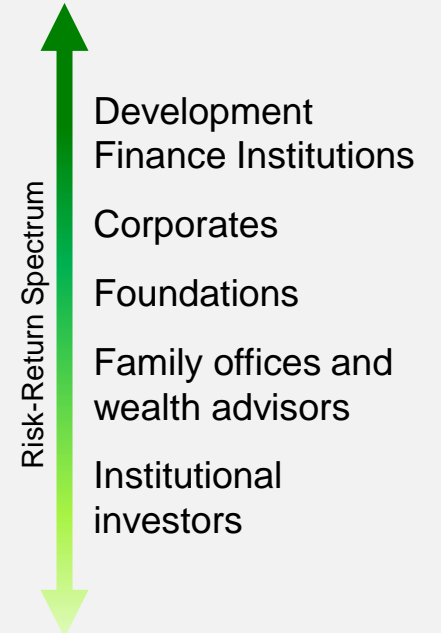 Risk-Return Spectrum
Development
Finance Institutions
Corporates
Foundations
Family offices and
wealth advisors
Institutional
investors